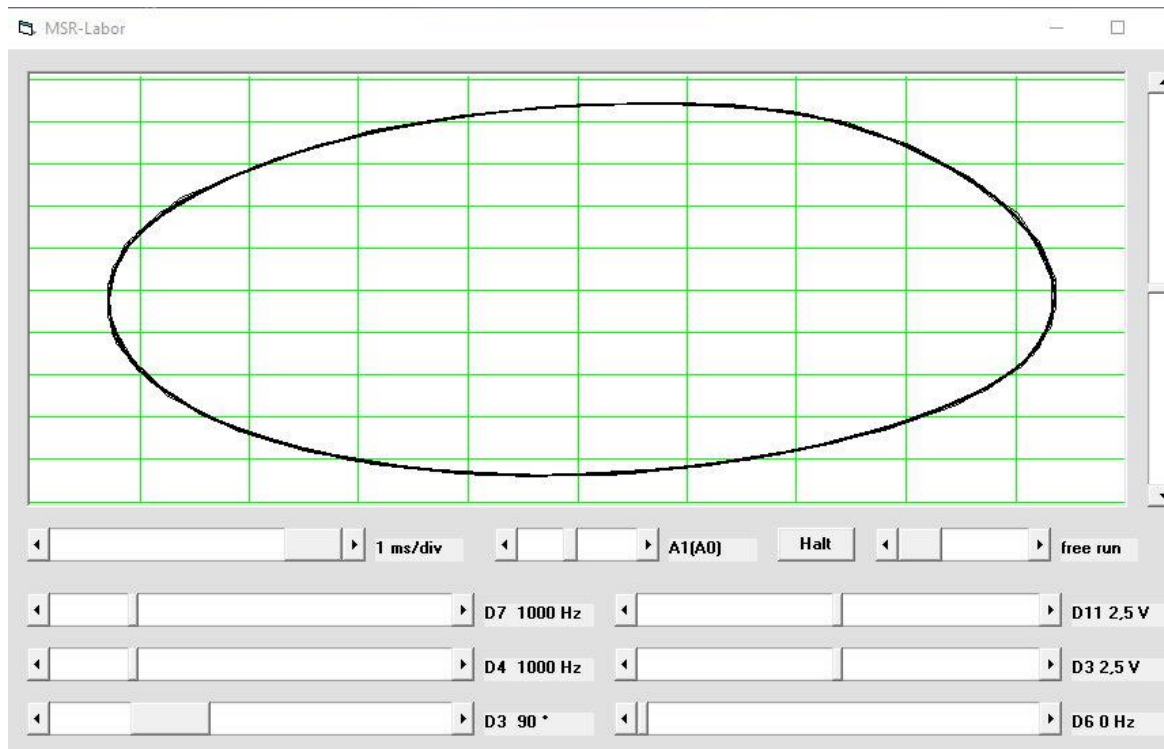 MSR-Labor
1 ms/div A1(A0) Halt free run
D7 1000 Hz D11 2,5 V
D4 1000 Hz D3 2,5 V
D3 90 ° D6 0 Hz